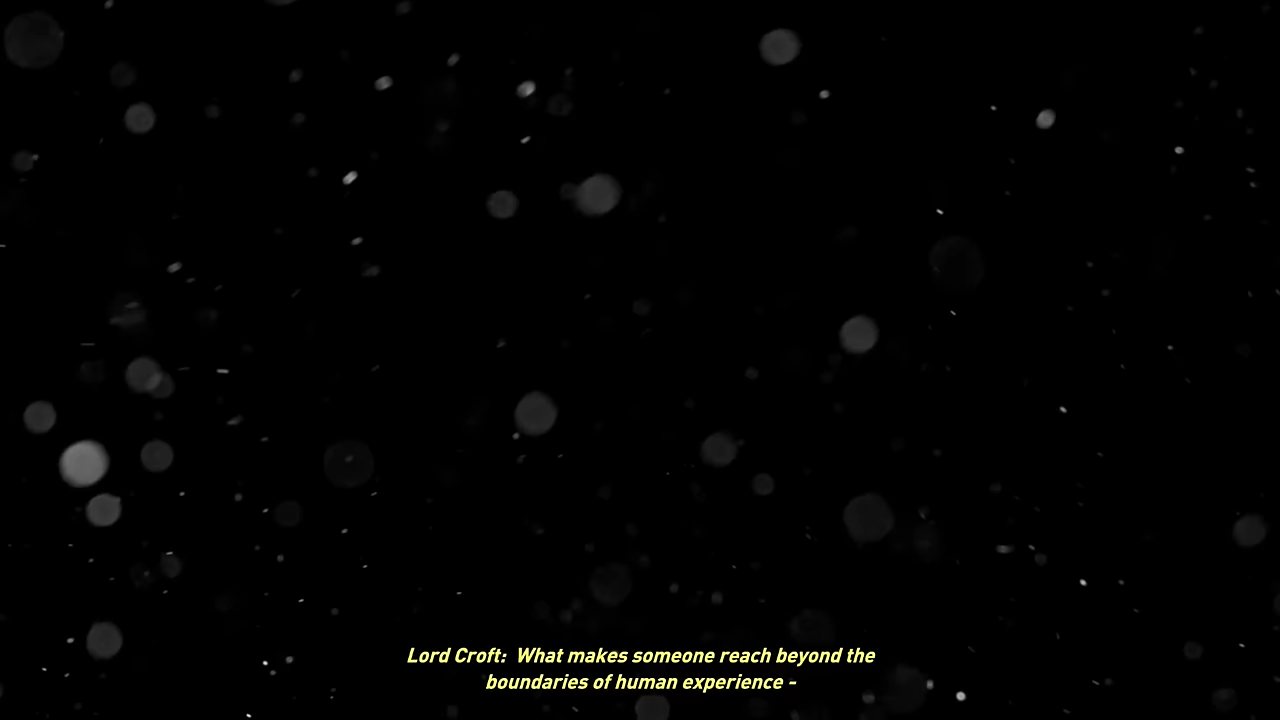 Lord Croft:  What makes someone reach beyond the
boundaries of human experience -